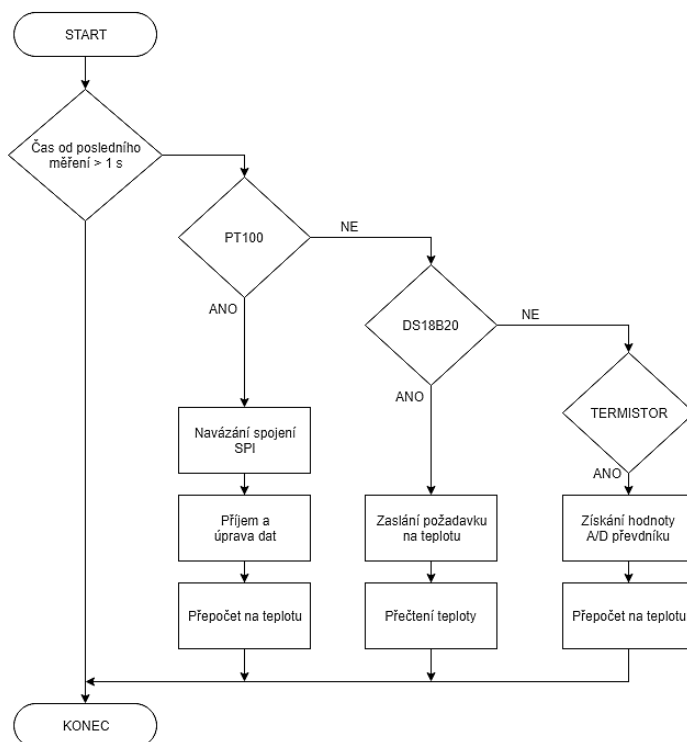 START
Čas od posledního
měření > 1 s
PT100
NE
ANO
DS18B20
NE
ANO
TERMISTOR
ANO
Navázání spojení
SPI
Příjem a
úprava dat
Zaslání požadavku
na teplotu
Získání hodnoty
A/D převdníku
Přepočet na teplotu
Přečtení teploty
Přepočet na teplotu
KONEC